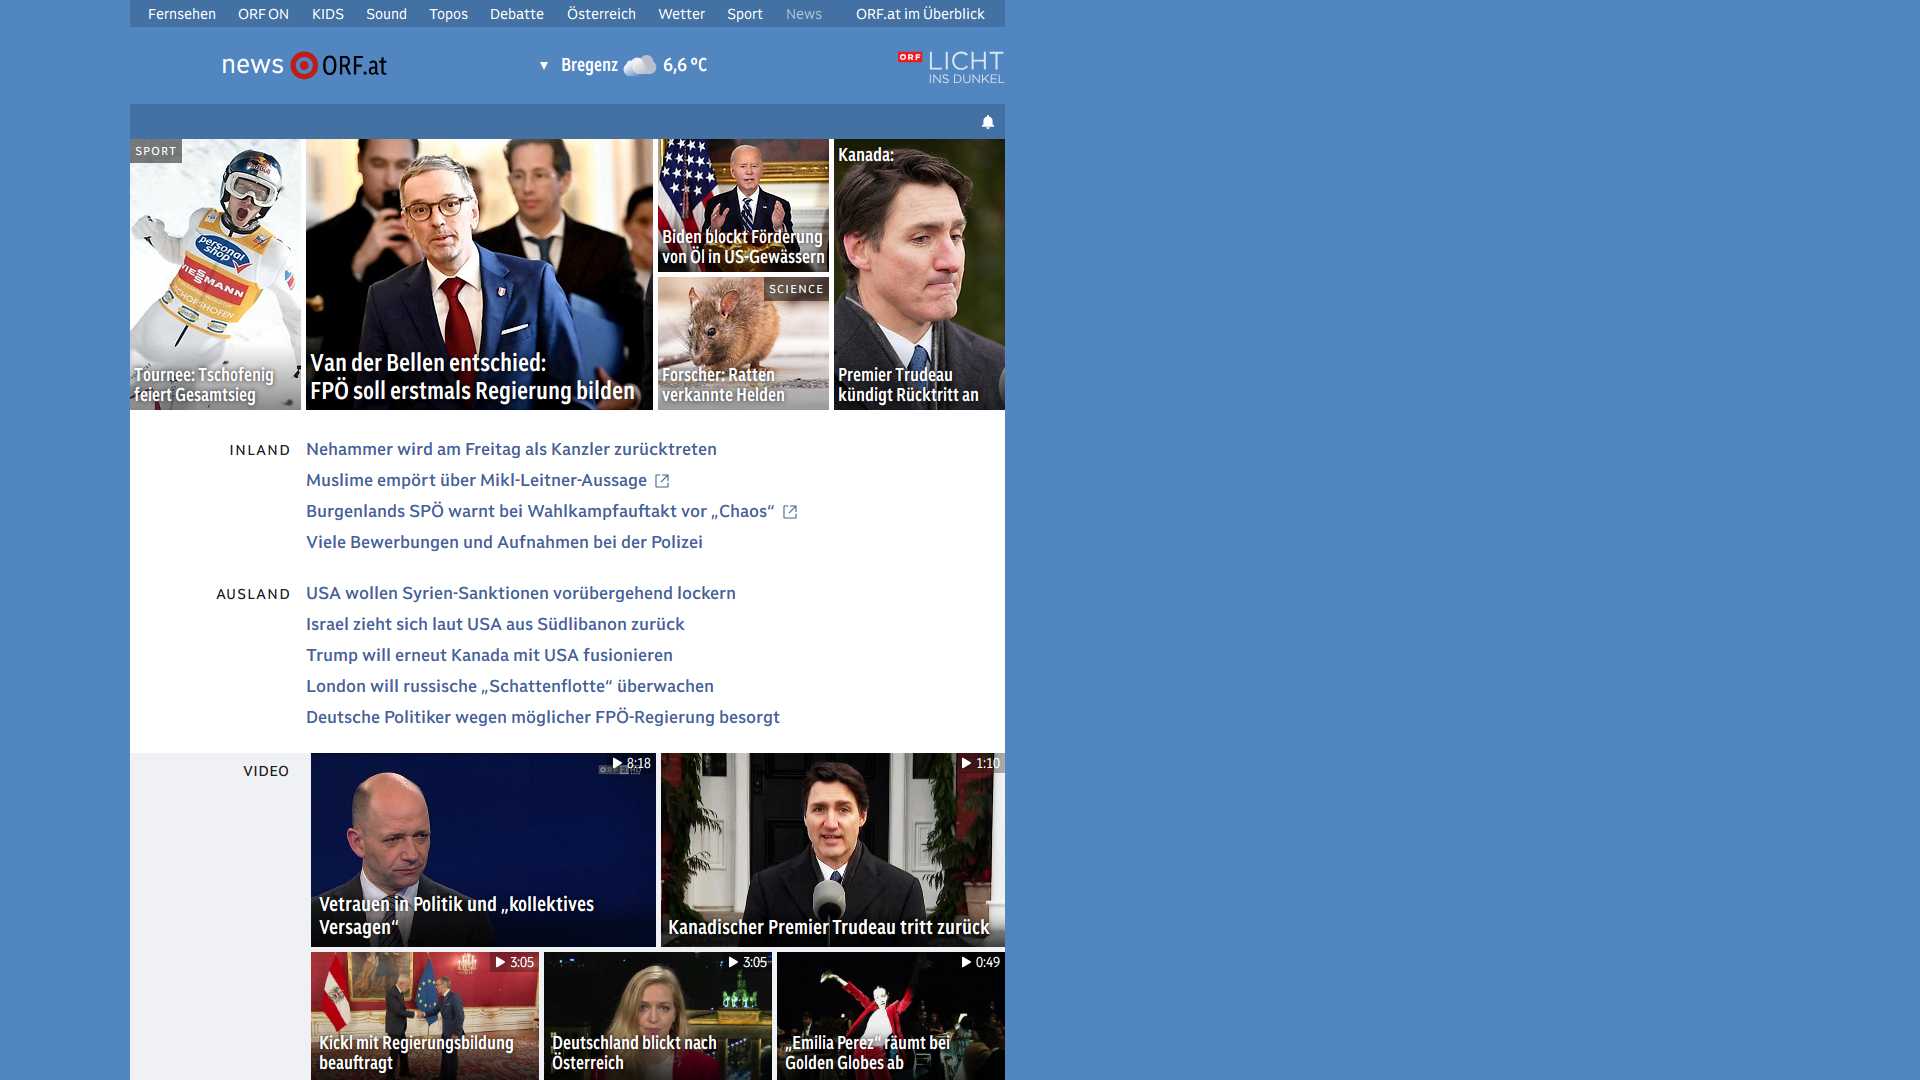 Fernsehen ORF ON KIDS Sound Topos Debatte Österreich Wetter Sport News ORF.at im Überblick
news ORF.at
Bregenz 6,6 °C
ORF LICHT
INS DUNKEL
SPORT
Tournee: Tschofenig
feiert Gesamtsieg
Van der Bellen entschied:
FPÖ soll erstmals Regierung bilden
Biden blockt Förderung
von Öl in US-Gewässern
SCIENCE
Forscher: Ratten
verkannte Helden
Kanada:
Premier Trudeau
kündigt Rücktritt an
INLAND
Nehammer wird am Freitag als Kanzler zurücktreten
Muslime empört über Mikl-Leitner-Aussage
Burgenlands SPÖ warnt bei Wahlkampfauftakt vor „Chaos“
Viele Bewerbungen und Aufnahmen bei der Polizei
AUSLAND
USA wollen Syrien-Sanktionen vorübergehend lockern
Israel zieht sich laut USA aus Südlibanon zurück
Trump will erneut Kanada mit USA fusionieren
London will russische „Schattenflotte“ überwachen
Deutsche Politiker wegen möglicher FPÖ-Regierung besorgt
VIDEO
8:18
Vetrauen in Politik und „kollektives
Versagen“
1:10
Kanadischer Premier Trudeau tritt zurück
3:05
Kickl mit Regierungsbildung
beauftragt
3:05
Deutschland blickt nach
Österreich
0:49
„Emilia Perez“ räumt bei
Golden Globes ab